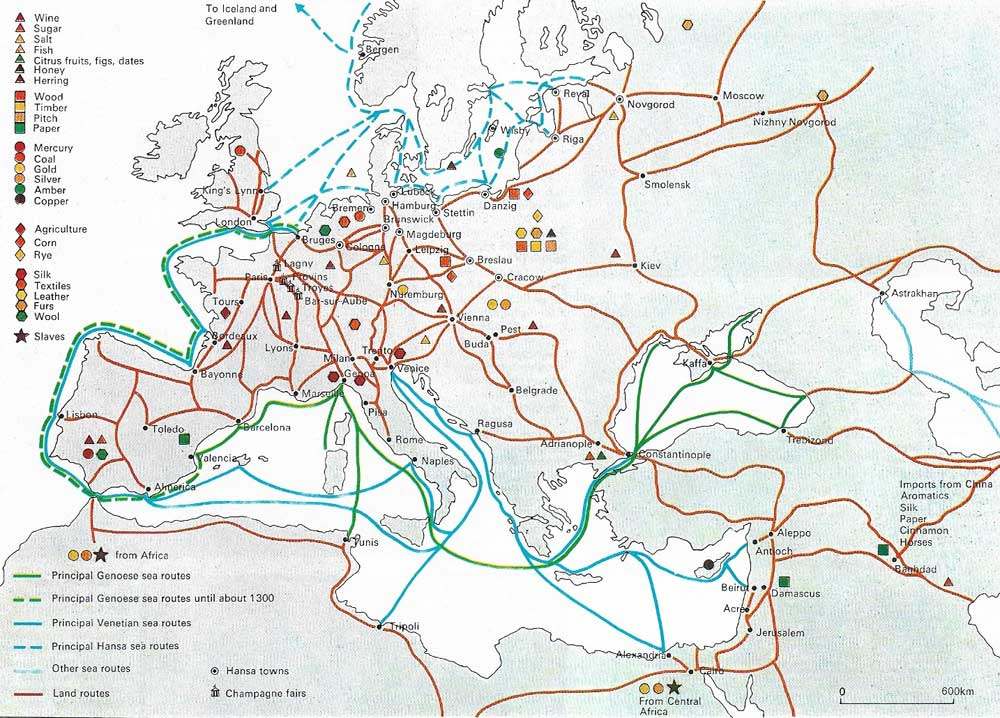 To Iceland and
Greenland
Wine
Sugar
Salt
Fish
Citrus fruits, figs, dates
Honey
Herring
Wood
Timber
Pitch
Paper
Mercury
Coal
Gold
Silver
Amber
Copper
Agriculture
Corn
Rye
Silk
Textiles
Leather
Furs
Wool
Slaves
Bergen
Reval
Novgorod
Moscow
Nizhny Novgorod
Wisby
Riga
Smolensk
King's Lynn
London
Lubeck
Hamburg
Bremen
Stettin
Danzig
Brunswick
Magdeburg
Bruges
Cologne
Leipzig
Breslau
Cracow
Kiev
Astrakhan
Lagny
Paris
Provins
Troyes
Bar-sur-Aube
Nuremburg
Tours
Vienna
Pest
Buda
Bordeaux
Lyons
Milan
Trento
Venice
Kaffa
Bayonne
Genoa
Marseille
Belgrade
Pisa
Lisbon
Toledo
Barcelona
Ragusa
Rome
Adrianople
Constantinople
Trebizond
Valencia
Naples
Almeria
Imports from China
Aromatics
Silk
Paper
Cinnamon
Horses
Tunis
Aleppo
Antioch
from Africa
Baghdad
Beirut
Damascus
Acre
Tripoli
Jerusalem
Alexandria
Cairo
From Central
Africa
Principal Genoese sea routes
Principal Genoese sea routes until about 1300
Principal Venetian sea routes
Principal Hansa sea routes
Other sea routes
Land routes
Hansa towns
Champagne fairs
0
600km